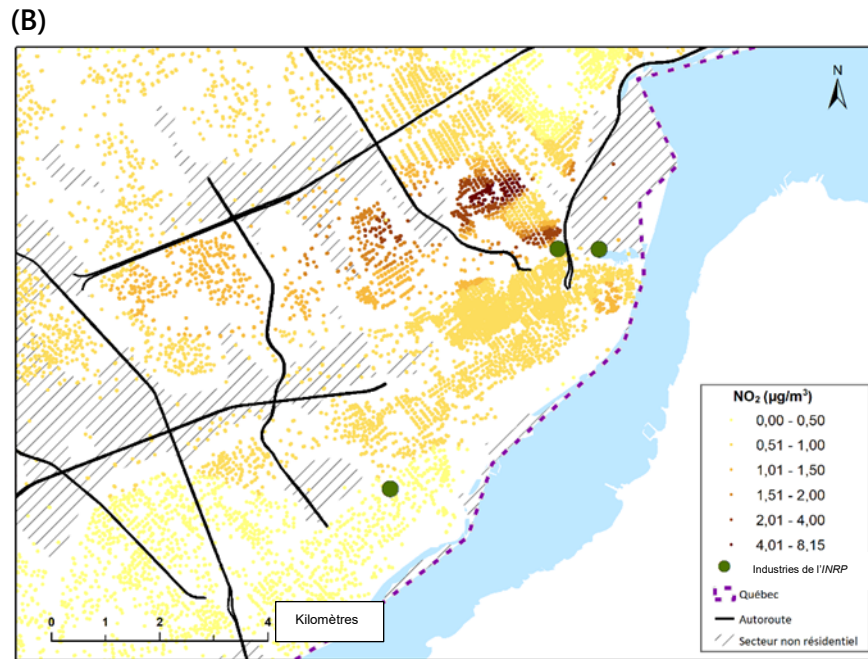 (B)
N
NO₂ (µg/m³)
0,00 - 0,50
0,51 - 1,00
1,01 - 1,50
1,51 - 2,00
2,01 - 4,00
4,01 - 8,15
Industries de l'INRP
Québec
Autoroute
Secteur non résidentiel
0 1 2 4
Kilomètres